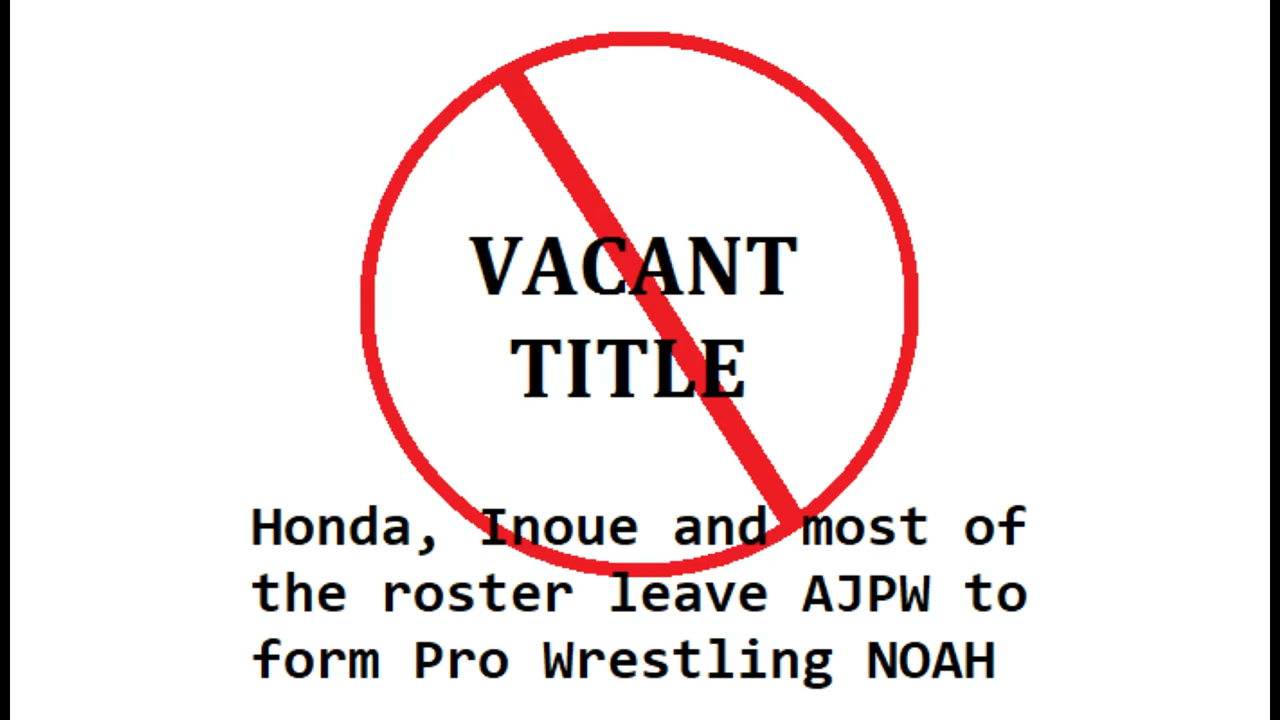 VACANT
TITLE
Honda, Inoue and most of
the roster leave AJPW to
form Pro Wrestling NOAH